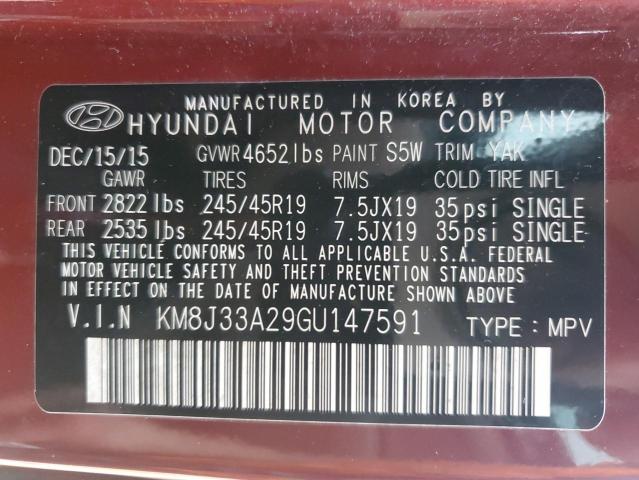 MANUFACTURED IN KOREA BY
HYUNDAI MOTOR COMPANY
DEC/15/15 GVWR 4652lbs PAINT S5W TRIM YAK
GAWR TIRES RIMS COLD TIRE INFL
FRONT 2822 lbs 245/45R19 7.5JX19 35psi SINGLE
REAR 2535 lbs 245/45R19 7.5JX19 35psi SINGLE
THIS VEHICLE CONFORMS TO ALL APPLICABLE U.S.A. FEDERAL
MOTOR VEHICLE SAFETY AND THEFT PREVENTION STANDARDS
IN EFFECT ON THE DATE OF MANUFACTURE SHOWN ABOVE
V.I.N KM8J33A29GU147591 TYPE : MPV